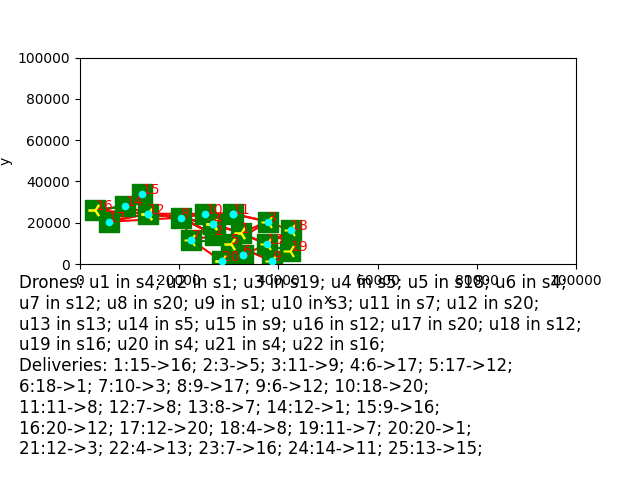 100000
80000
60000
40000
20000
0
y
0 20000 40000 60000 80000 100000
x
Drones: u1 in s4; u2 in s1; u3 in s19; u4 in s5; u5 in s18; u6 in s4;
u7 in s12; u8 in s20; u9 in s1; u10 in s3; u11 in s7; u12 in s20;
u13 in s13; u14 in s5; u15 in s9; u16 in s12; u17 in s20; u18 in s12;
u19 in s16; u20 in s4; u21 in s4; u22 in s16;
Deliveries: 1:15->16; 2:3->5; 3:11->9; 4:6->17; 5:17->12;
6:18->1; 7:10->3; 8:9->17; 9:6->12; 10:18->20;
11:11->8; 12:7->8; 13:8->7; 14:12->1; 15:9->16;
16:20->12; 17:12->20; 18:4->8; 19:11->7; 20:20->1;
21:12->3; 22:4->13; 23:7->16; 24:14->11; 25:13->15;